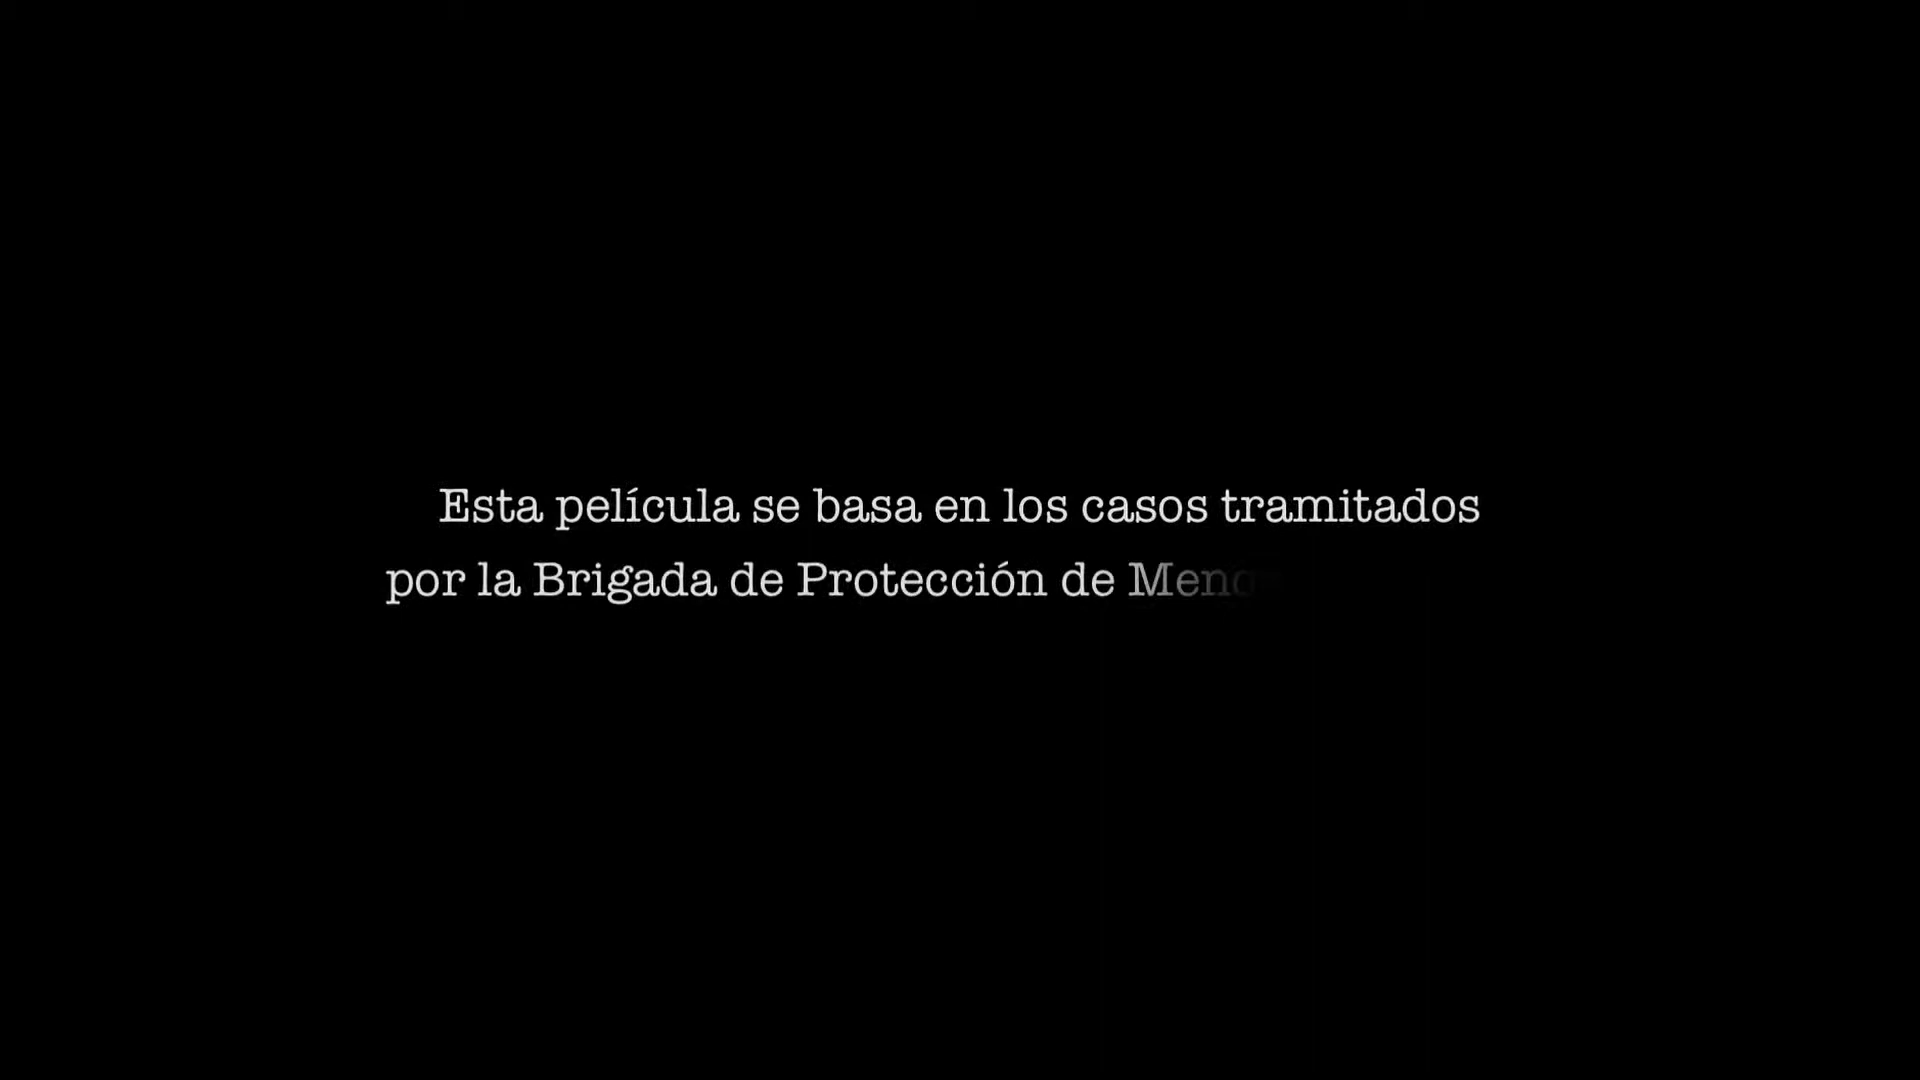 Esta película se basa en los casos tramitados
por la Brigada de Protección de